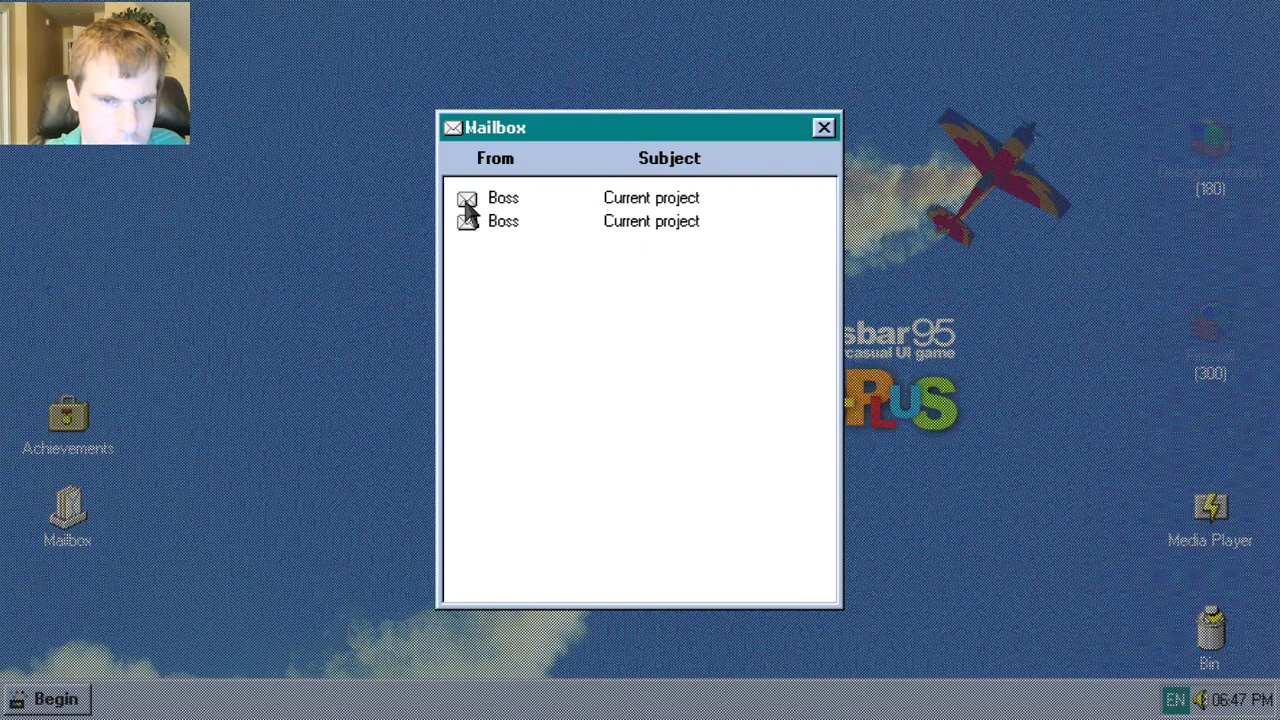 Mailbox
From Subject
Boss Current project
Boss Current project
(180)
sbar95
casual UI game
PLUS
Firewall
(300)
Achievements
Mailbox
Media Player
Bin
Begin
EN 06:47 PM